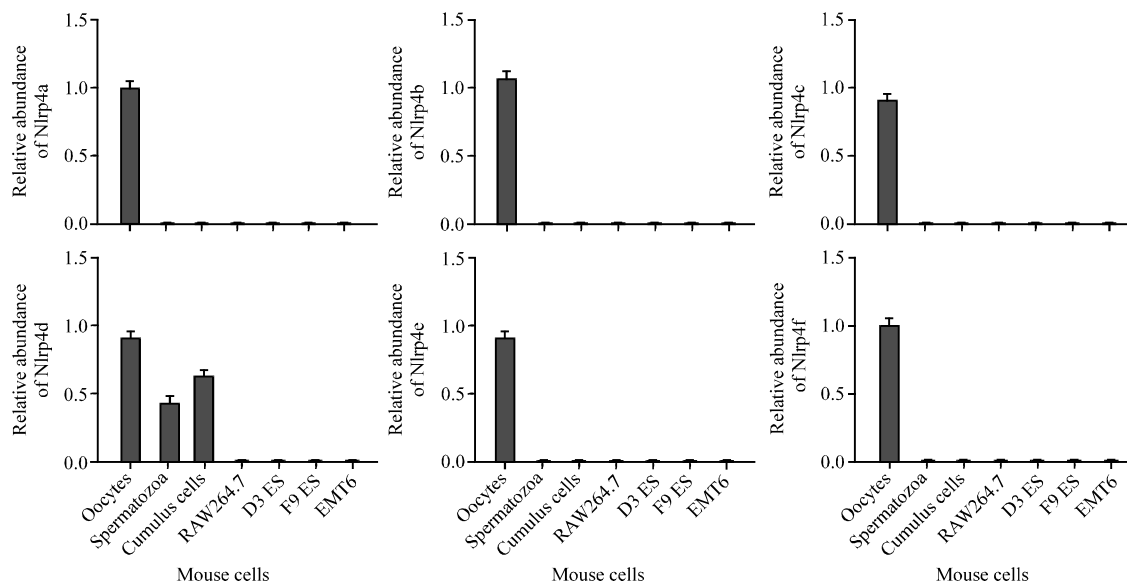 Relative abundance
of Nlrp4a
1.5
1.0
0.5
0.0
Relative abundance
of Nlrp4b
1.5
1.0
0.5
0.0
Relative abundance
of Nlrp4c
1.5
1.0
0.5
0.0
Relative abundance
of Nlrp4d
1.5
1.0
0.5
0.0
Oocytes
Spermatozoa
Cumulus cells
RAW264.7
D3 ES
F9 ES
EMT6
Mouse cells
Relative abundance
of Nlrp4e
1.5
1.0
0.5
0.0
Oocytes
Spermatozoa
Cumulus cells
RAW264.7
D3 ES
F9 ES
EMT6
Mouse cells
Relative abundance
of Nlrp4f
1.5
1.0
0.5
0.0
Oocytes
Spermatozoa
Cumulus cells
RAW264.7
D3 ES
F9 ES
EMT6
Mouse cells